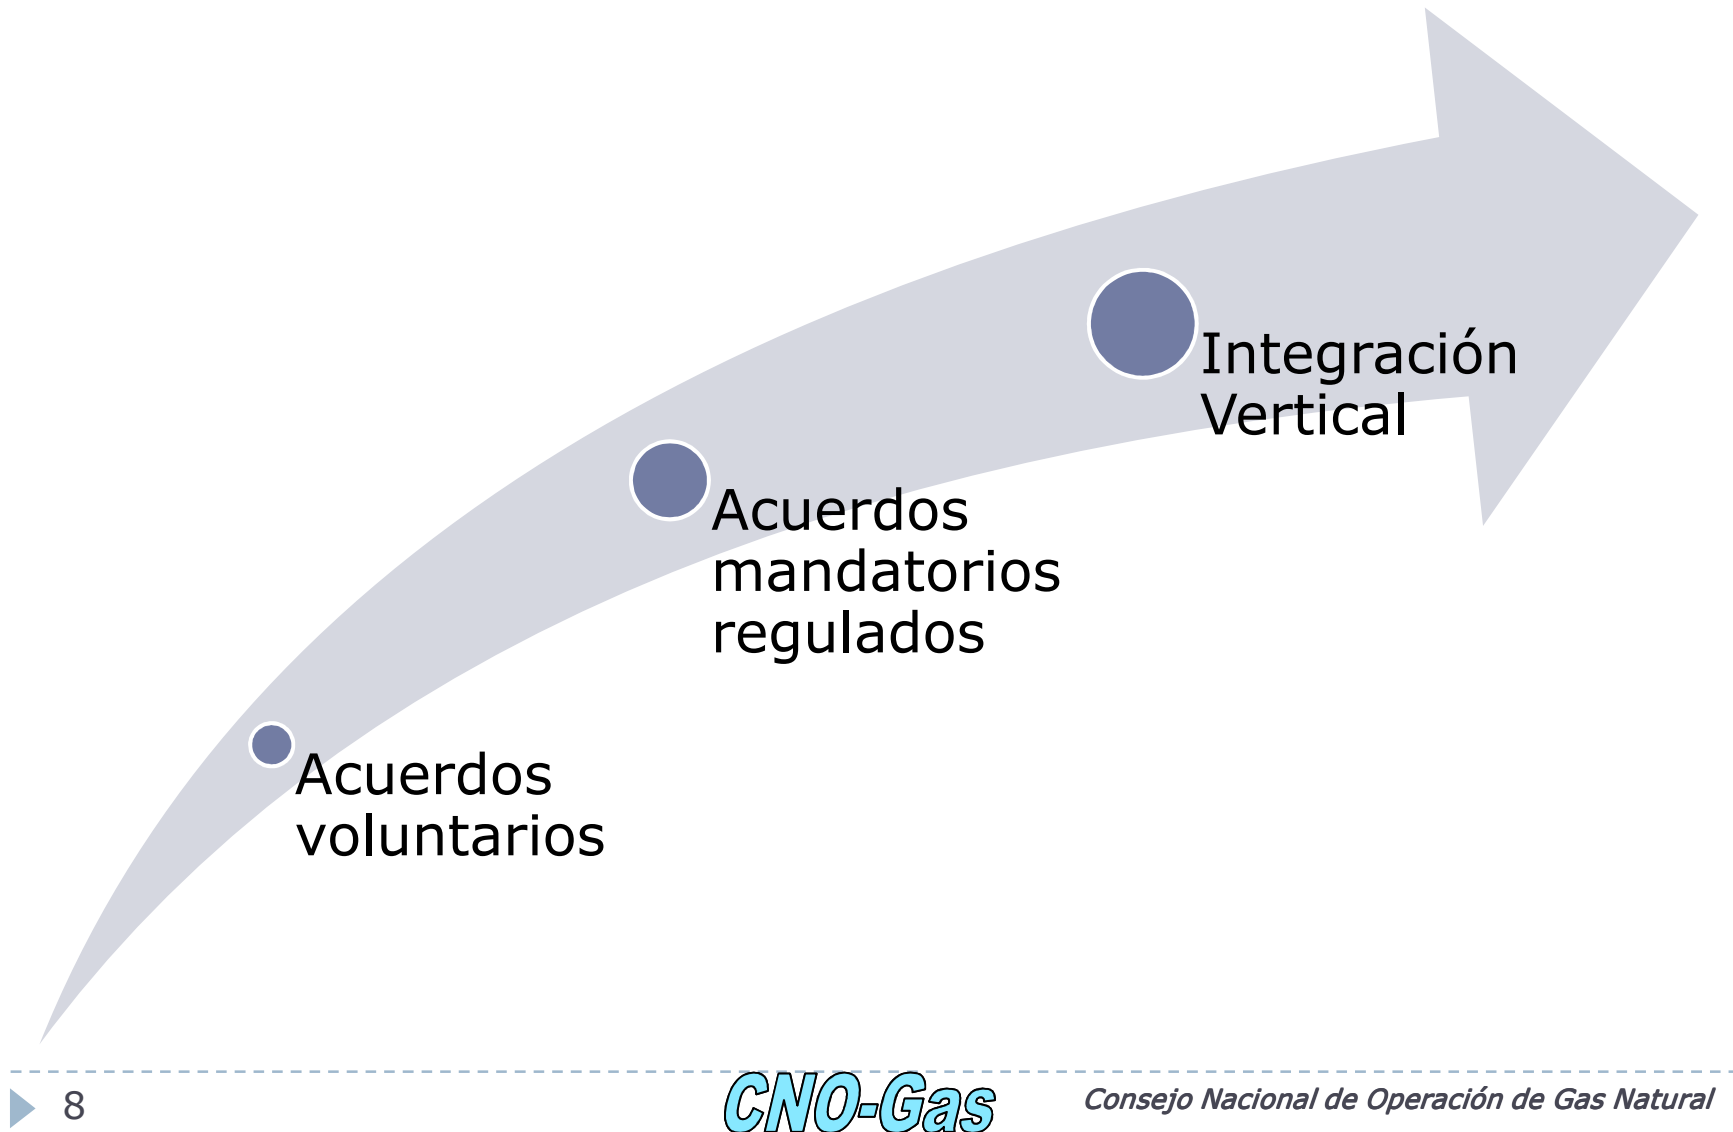 Integración
Vertical
Acuerdos
mandatorios
regulados
Acuerdos
voluntarios
8
CNO-Gas
Consejo Nacional de Operación de Gas Natural